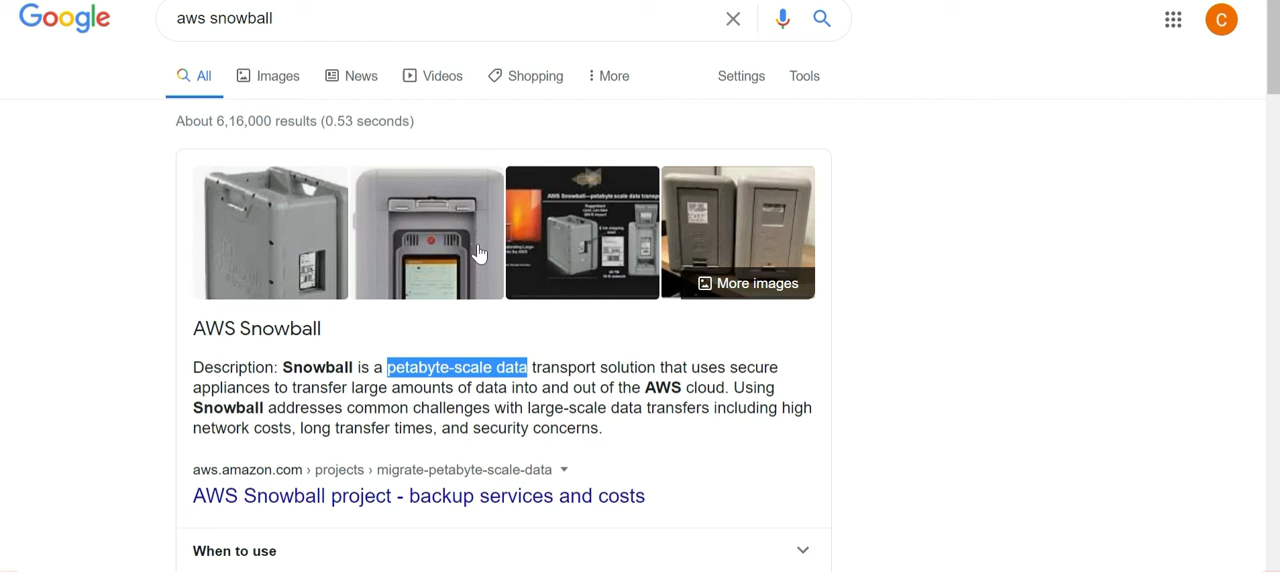 Google
aws snowball
C
All Images News Videos Shopping More Settings Tools
About 6,16,000 results (0.53 seconds)
AWS Snowball—petabyte scale data transp
More images
AWS Snowball
Description: Snowball is a petabyte-scale data transport solution that uses secure
appliances to transfer large amounts of data into and out of the AWS cloud. Using
Snowball addresses common challenges with large-scale data transfers including high
network costs, long transfer times, and security concerns.
aws.amazon.com › projects › migrate-petabyte-scale-data
AWS Snowball project - backup services and costs
When to use